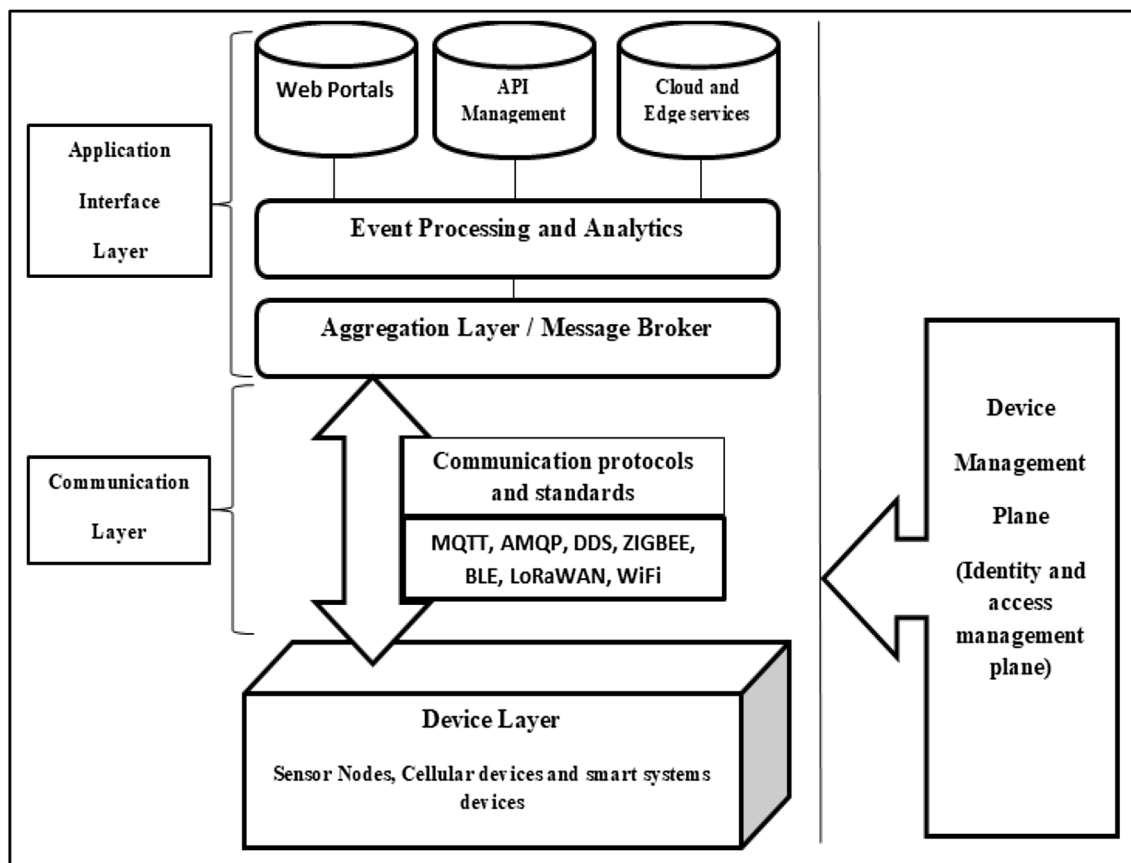 Web Portals
API
Management
Cloud and
Edge services
Application
Interface
Layer
Event Processing and Analytics
Aggregation Layer / Message Broker
Communication
Layer
Communication protocols
and standards
MQTT, AMQP, DDS, ZIGBEE,
BLE, LoRaWAN, WiFi
Device Layer
Sensor Nodes, Cellular devices and smart systems
devices
Device
Management
Plane
(Identity and
access
management
plane)